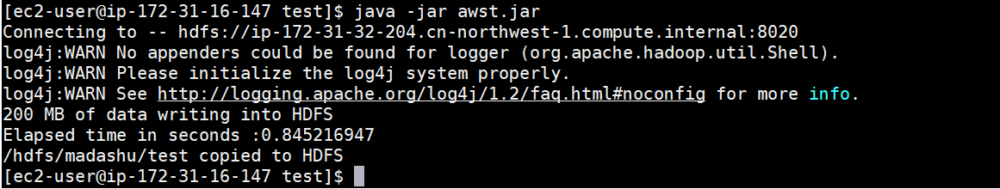 [ec2-user@ip-172-31-16-147 test]$ java -jar awst.jar
Connecting to -- hdfs://ip-172-31-32-204.cn-northwest-1.compute.internal:8020
log4j:WARN No appenders could be found for logger (org.apache.hadoop.util.Shell).
log4j:WARN Please initialize the log4j system properly.
log4j:WARN See http://logging.apache.org/log4j/1.2/faq.html#noconfig for more info.
200 MB of data writing into HDFS
Elapsed time in seconds :0.845216947
/hdfs/madashu/test copied to HDFS
[ec2-user@ip-172-31-16-147 test]$